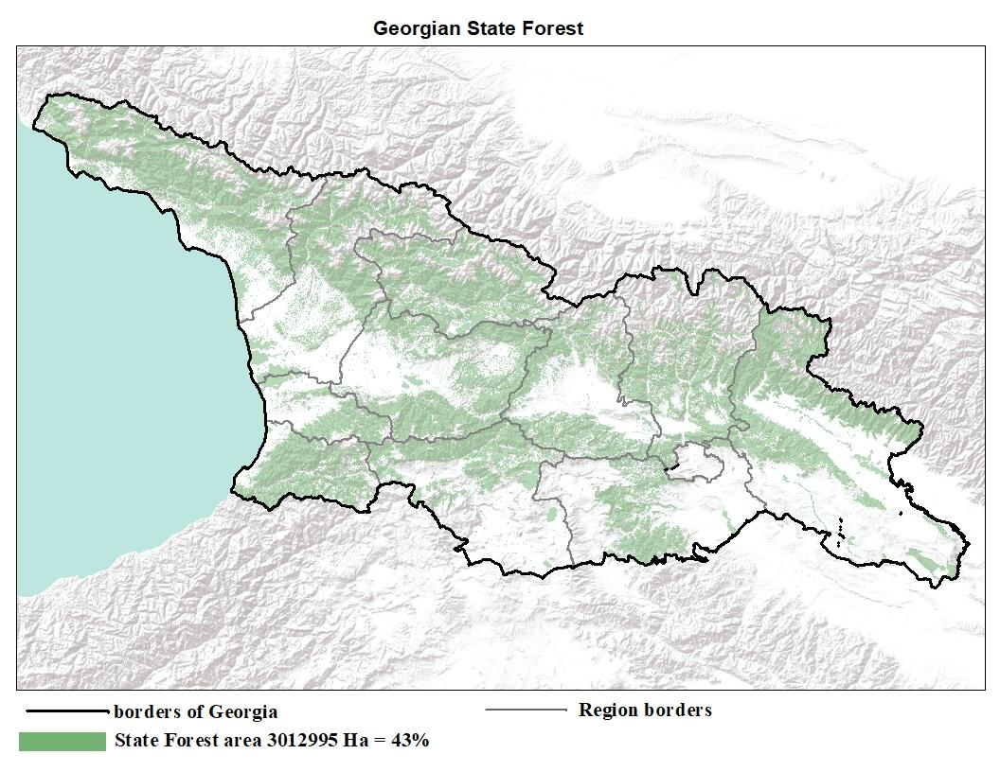 Georgian State Forest
borders of Georgia
Region borders
State Forest area 3012995 Ha = 43%